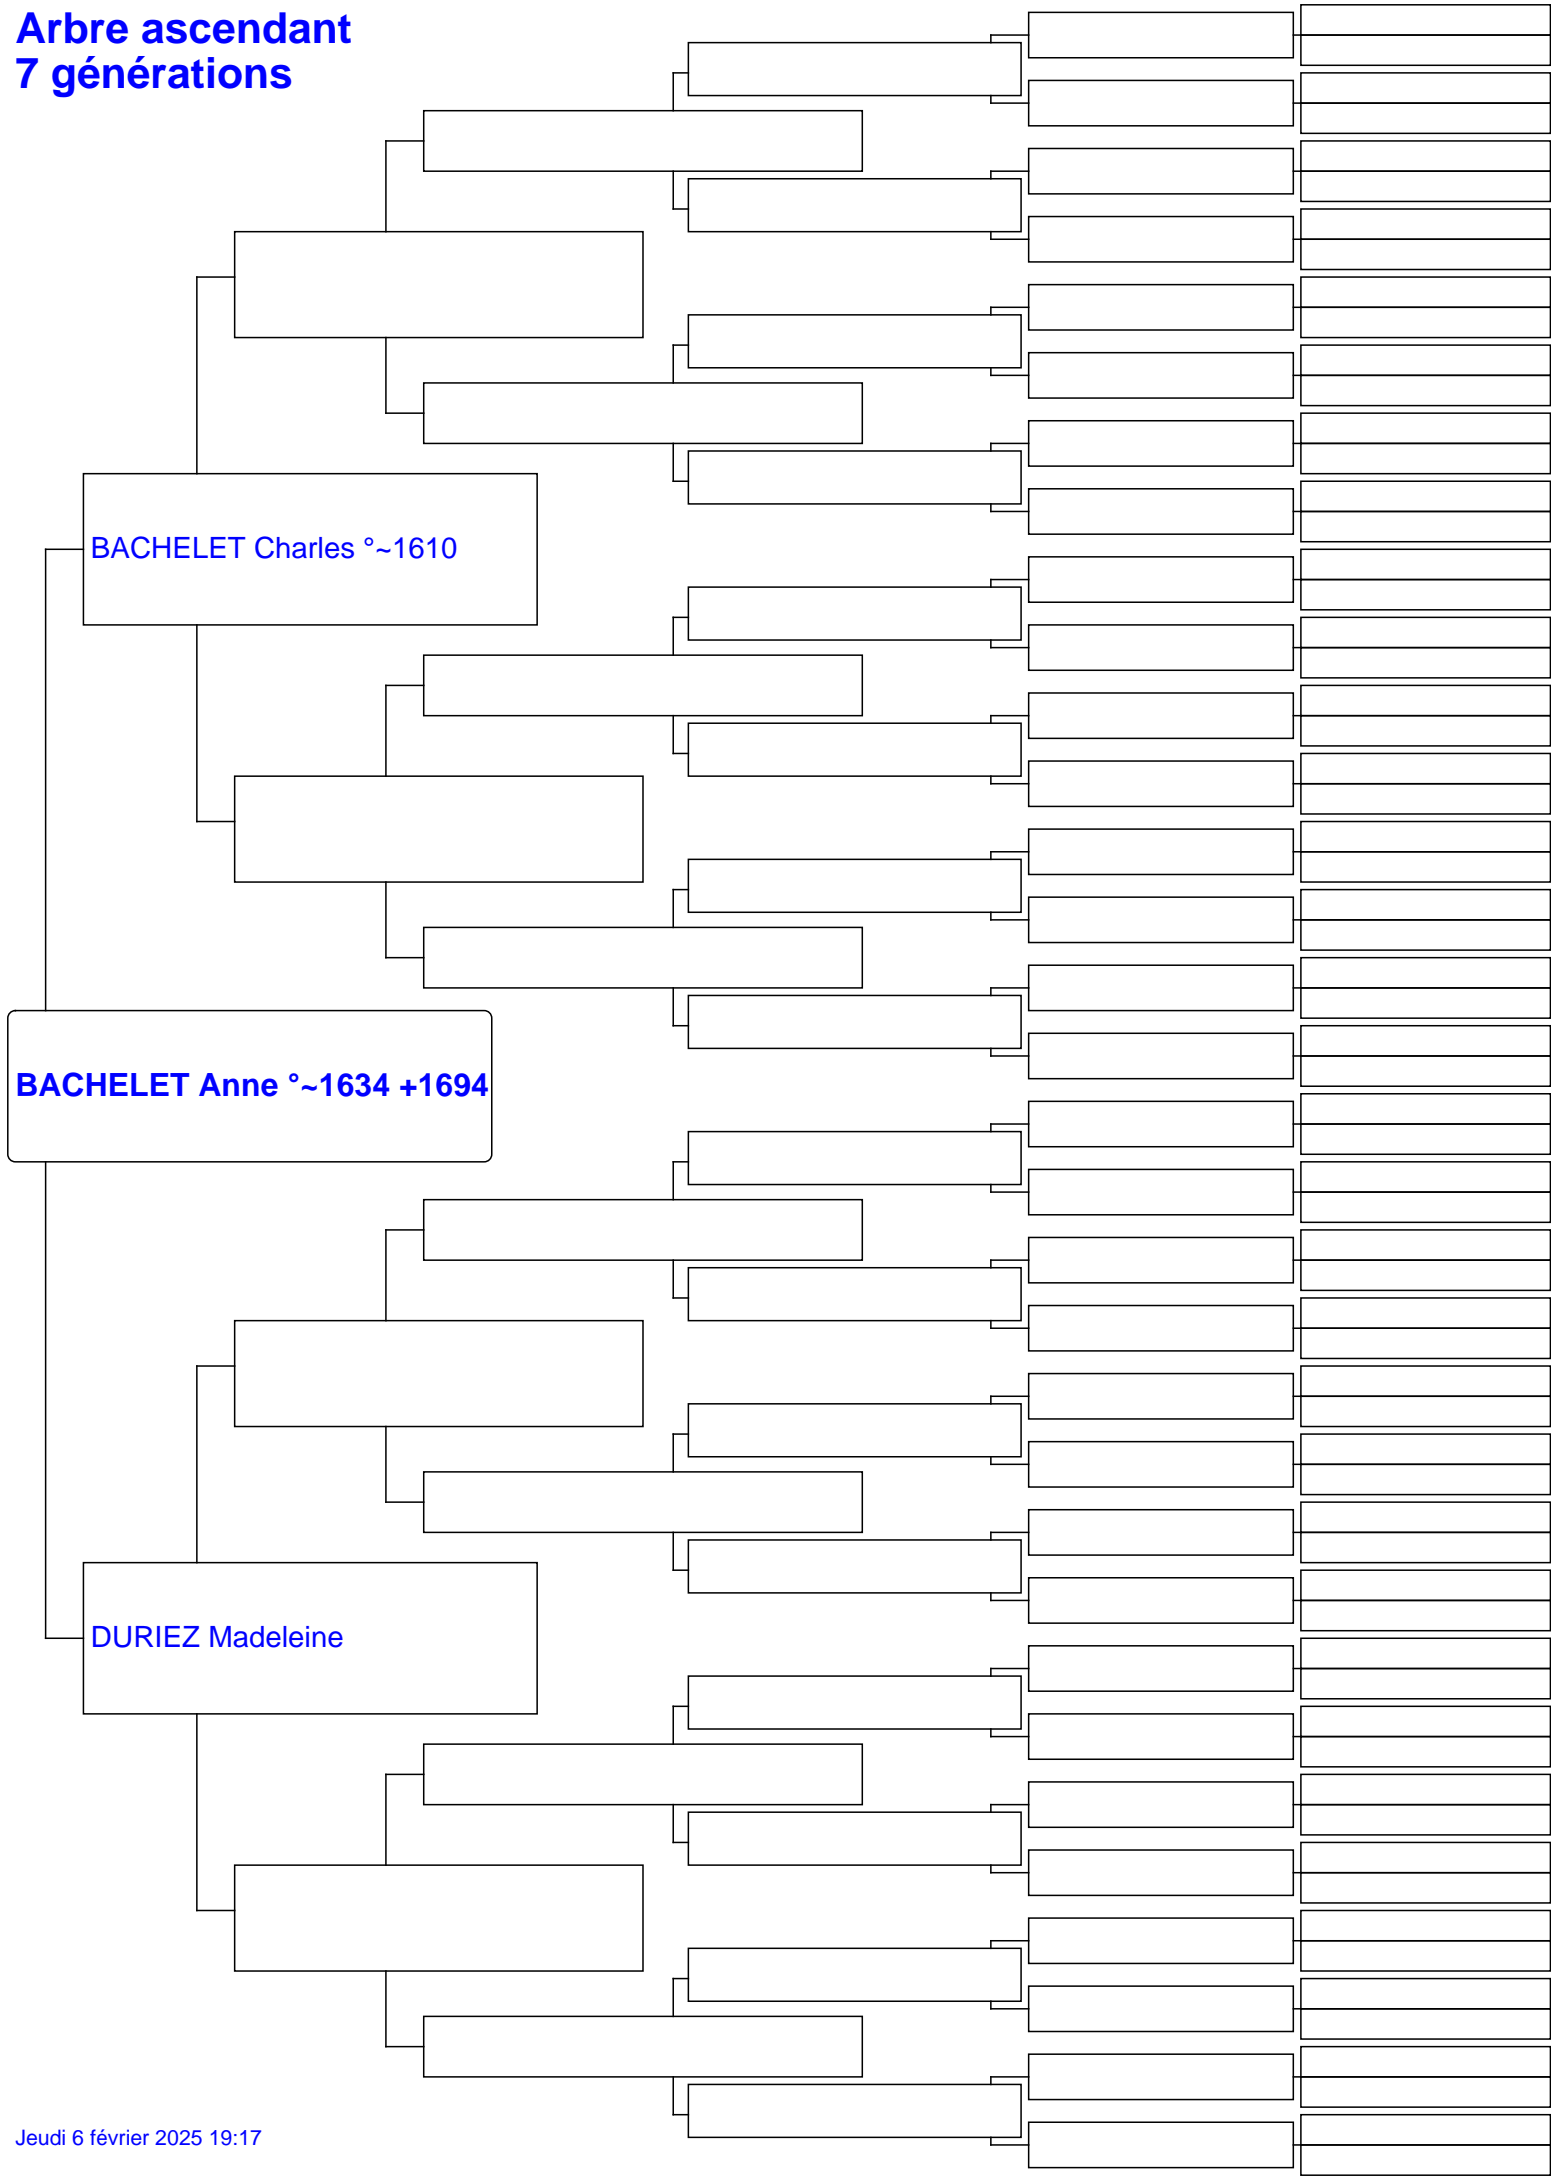 Arbre ascendant
7 générations
BACHELET Charles °~1610
BACHELET Anne °~1634 +1694
DURIEZ Madeleine
Jeudi 6 février 2025 19:17